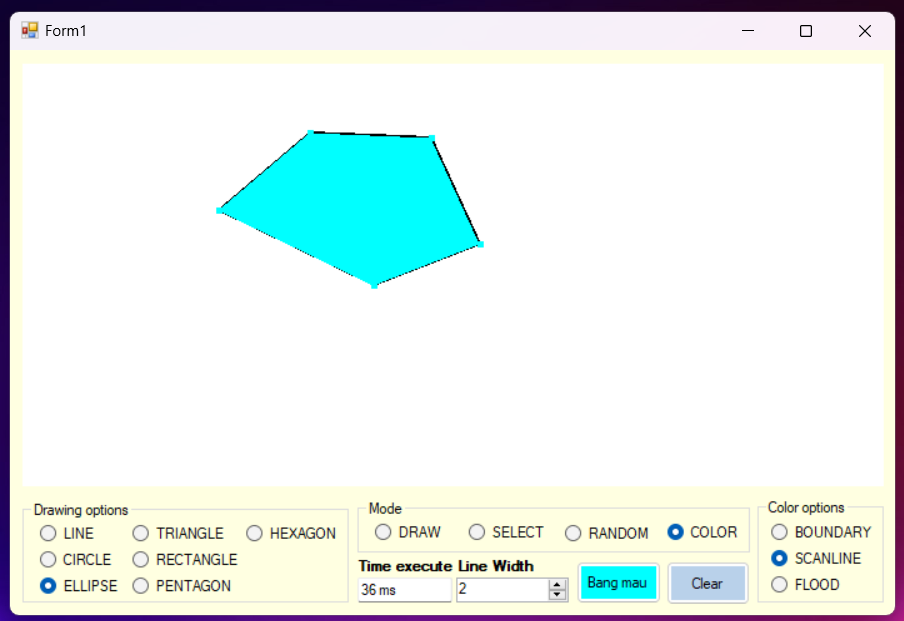 Form1
Drawing options
LINE TRIANGLE HEXAGON
CIRCLE RECTANGLE
ELLIPSE PENTAGON
Mode
DRAW SELECT RANDOM COLOR
Time execute Line Width
36 ms 2 Bang mau Clear
Color options
BOUNDARY
SCANLINE
FLOOD